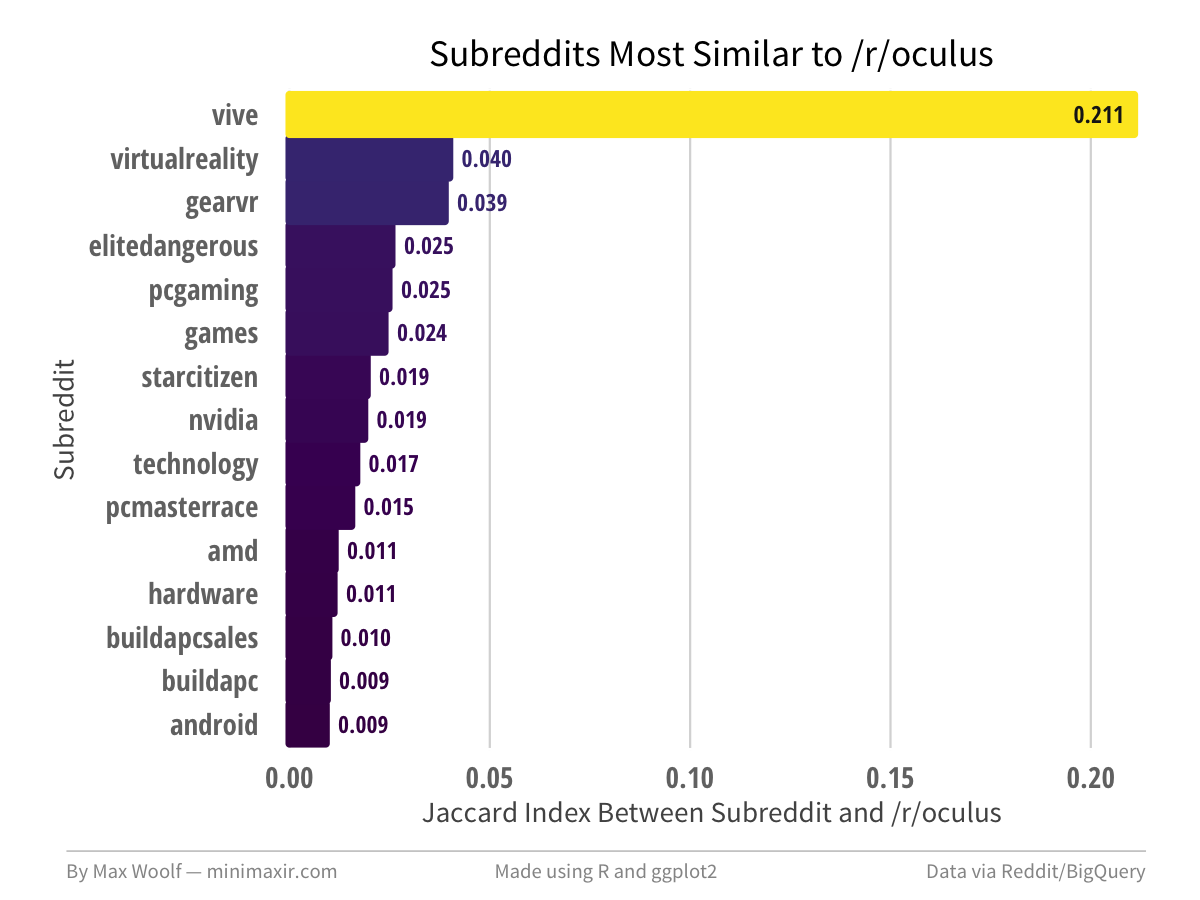 Subreddits Most Similar to /r/oculus
vive 0.211
virtualreality 0.040
gearvr 0.039
elitedangerous 0.025
pcgaming 0.025
games 0.024
starcitizen 0.019
nvidia 0.019
technology 0.017
pcmasterrace 0.015
amd 0.011
hardware 0.011
buildapcsales 0.010
buildapc 0.009
android 0.009
Subreddit
0.00 0.05 0.10 0.15 0.20
Jaccard Index Between Subreddit and /r/oculus
By Max Woolf — minimaxir.com Made using R and ggplot2 Data via Reddit/BigQuery